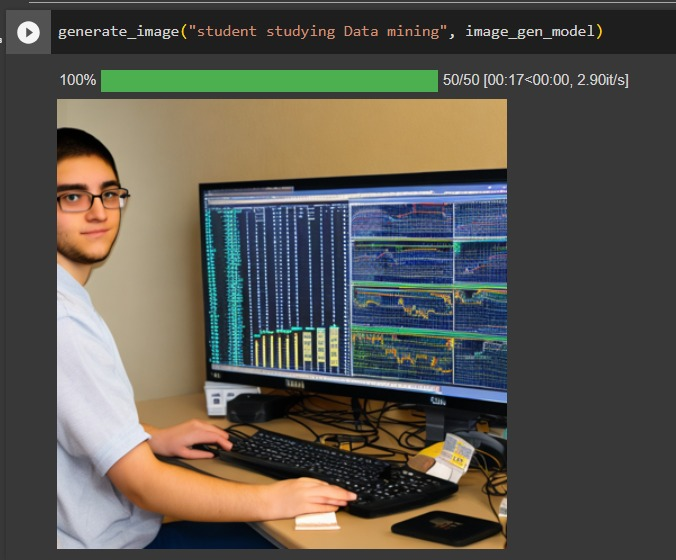 generate_image("student studying Data mining", image_gen_model)
100% 50/50 [00:17<00:00, 2.90it/s]